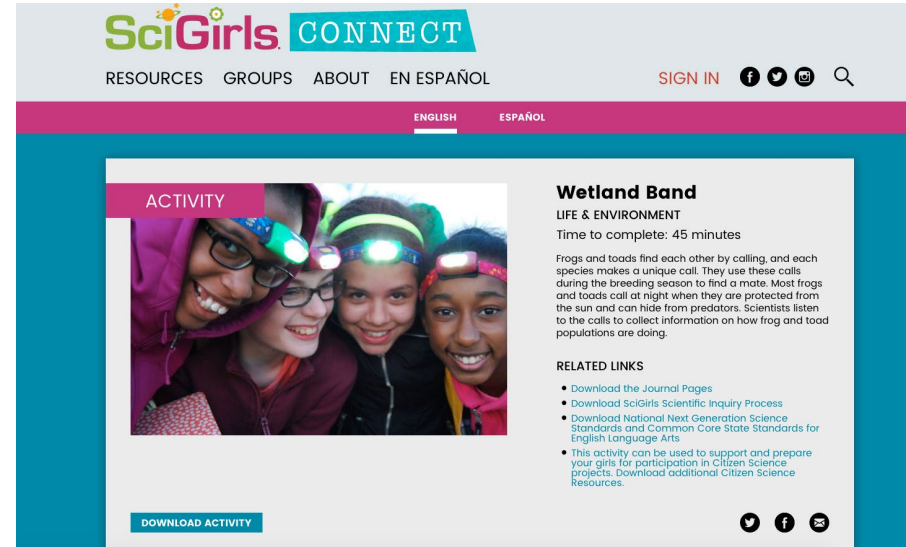 SciGirls CONNECT
RESOURCES GROUPS ABOUT EN ESPAÑOL SIGN IN
ENGLISH ESPAÑOL
ACTIVITY
Wetland Band
LIFE & ENVIRONMENT
Time to complete: 45 minutes
Frogs and toads find each other by calling, and each
species makes a unique call. They use these calls
during the breeding season to find a mate. Most frogs
and toads call at night when they are protected from
the sun and can hide from predators. Scientists listen
to the calls to collect information on how frog and toad
populations are doing.
RELATED LINKS
Download the Journal Pages
Download SciGirls Scientific Inquiry Process
Download National Next Generation Science
Standards and Common Core State Standards for
English Language Arts
This activity can be used to support and prepare
your girls for participation in Citizen Science
projects. Download additional Citizen Science
Resources.
DOWNLOAD ACTIVITY